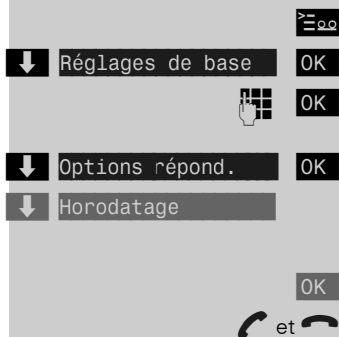 Réglages de base OK
OK
Options répond. OK
Horodatage
OK
et